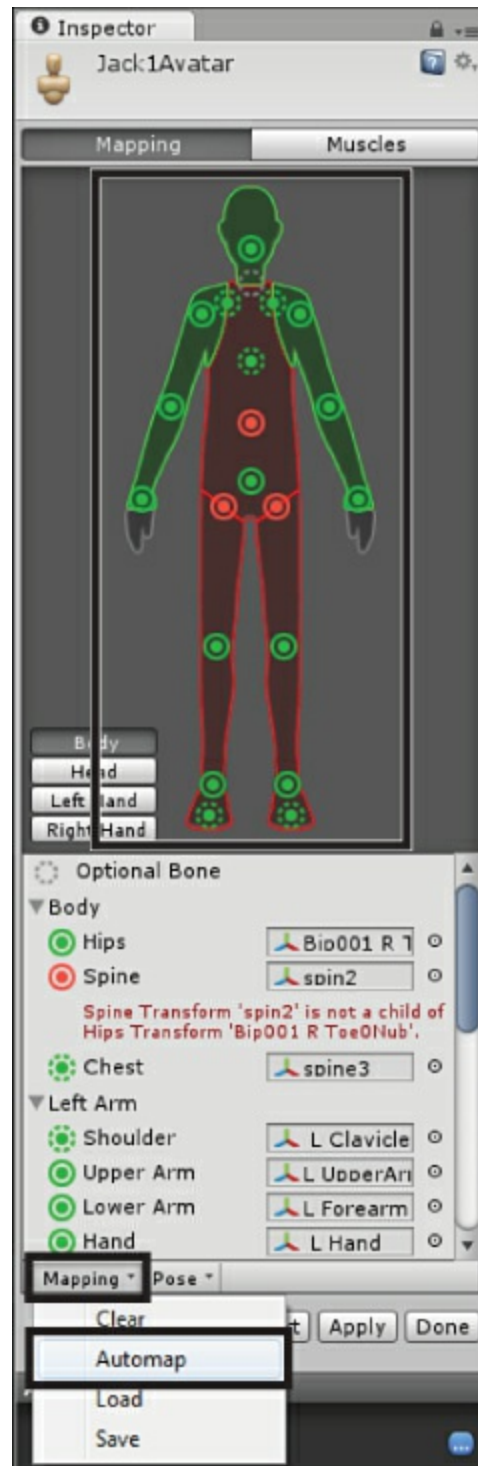 Inspector
Jack1Avatar
Mapping Muscles
Body
Head
Left Hand
Right Hand
Optional Bone
Body
Hips Bip001 R T
Spine spin2
Spine Transform 'spin2' is not a child of
Hips Transform 'Bip001 R Toe0Nub'.
Chest spine3
Left Arm
Shoulder L Clavicle
Upper Arm L UpperAr
Lower Arm L Forearm
Hand L Hand
Mapping Pose
Clear
t Apply Done
Automap
Load
Save